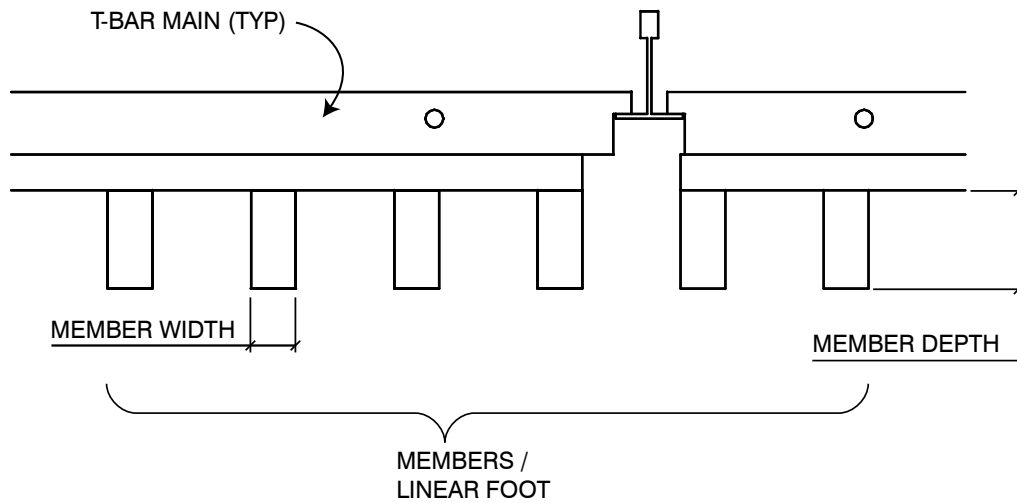 T-BAR MAIN (TYP)
MEMBER WIDTH
MEMBER DEPTH
MEMBERS /
LINEAR FOOT